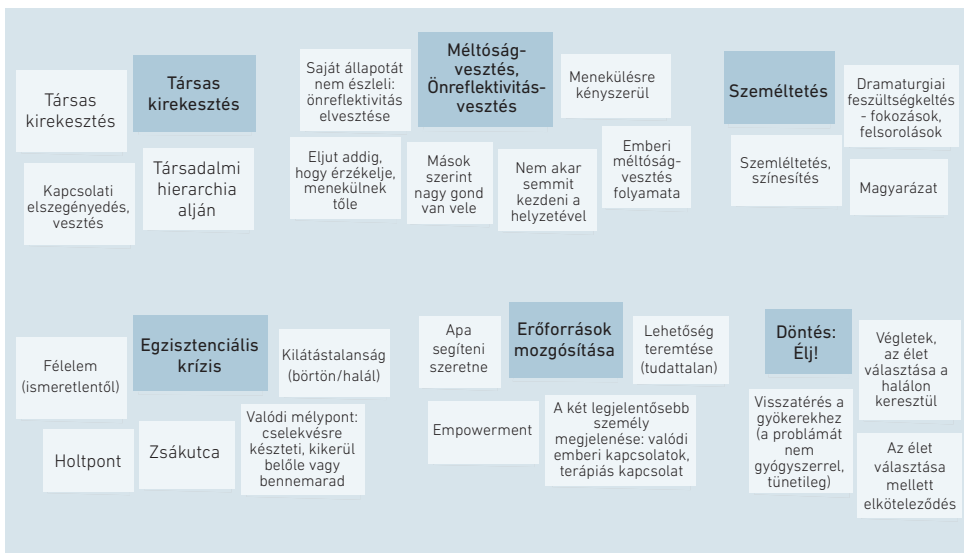 Társas
kirekesztés
Társas
kirekesztés
Kapcsolati
elszegényedés,
vesztés
Társadalmi
hierarchia
alján
Saját állapotát
nem észleli:
önreflektivitás
elvesztése
Méltóság-
vesztés,
Önreflektivitás-
vesztés
Menekülésre
kényszerül
Eljut addig,
hogy érzékelje,
menekülnek
tőle
Mások
szerint
nagy gond
van vele
Nem akar
semmit
kezdeni a
helyzetével
Emberi
méltóság-
vesztés
folyamata
Személtetés
Dramaturgiai
feszültségkeltés
- fokozások,
felsorolások
Szemléltetés,
színesítés
Magyarázat
Félelem
(ismeretlentől)
Egzisztenciális
krízis
Kilátástalanság
(börtön/halál)
Holtpont
Zsákutca
Valódi mélypont:
cselekvésre
készteti, kikerül
belőle vagy
bennemarad
Apa
segíteni
szeretne
Erőforrások
mozgósítása
Lehetőség
teremtése
(tudattalan)
Empowerment
A két legjelentősebb
személy
megjelenése: valódi
emberi kapcsolatok,
terápiás kapcsolat
Döntés:
Élj!
Végletek,
az élet
választása a
halálon
keresztül
Visszatérés a
gyökerekhez
(a problémát
nem
gyógyszerrel,
tünetileg)
Az élet
választása
mellett
elköteleződés